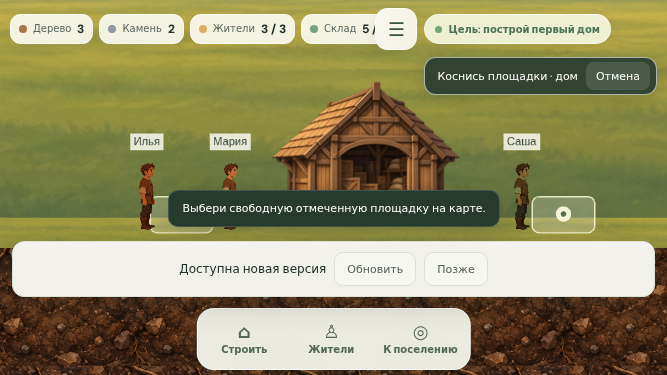 Дерево 3
Камень 2
Жители 3 / 3
Склад 5 /
Цель: построй первый дом
Коснись площадки · дом
Отмена
Илья
Мария
Саша
Выбери свободную отмеченную площадку на карте.
Доступна новая версия
Обновить
Позже
Строить
Жители
К поселению